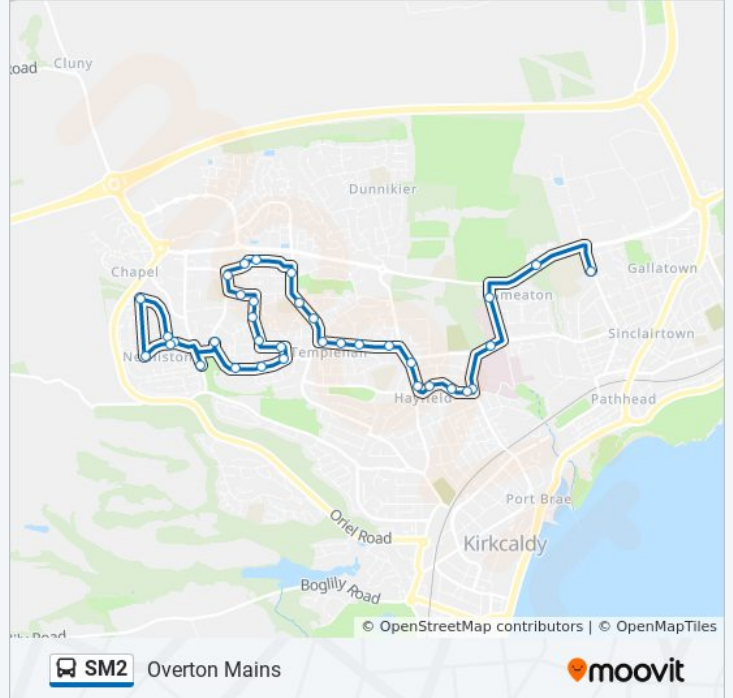 Cluny
Dunnikier
Chapel
Gallatown
Sinclairtown
Templehall
Hayfield
Pathhead
Port Brae
Oriel Road
Kirkcaldy
Boglily Road
© OpenStreetMap contributors | © OpenMapTiles
SM2 Overton Mains
moovit